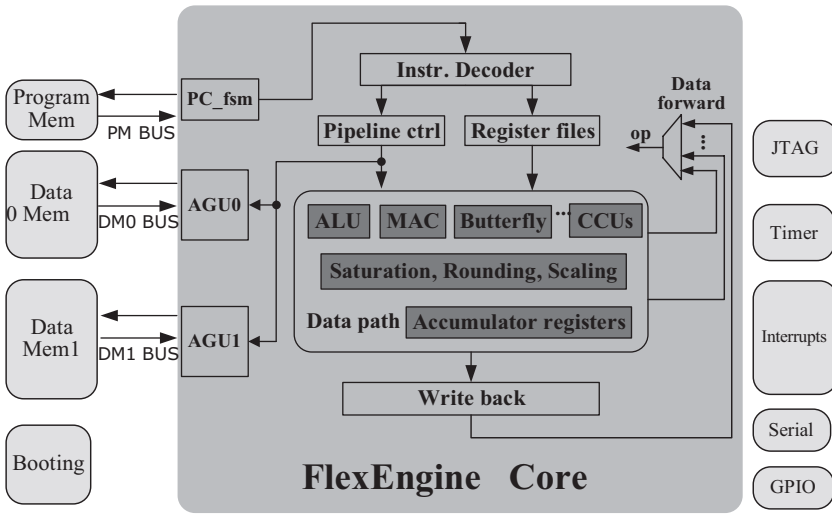 Program
Mem
PM BUS
PC_fsm
Instr. Decoder
Pipeline ctrl
Register files
Data
forward
op
...
Data
0 Mem
DM0 BUS
AGU0
ALU
MAC
Butterfly
...
CCUs
Saturation, Rounding, Scaling
Data path
Accumulator registers
Data
Mem1
DM1 BUS
AGU1
Write back
Booting
FlexEngine Core
JTAG
Timer
Interrupts
Serial
GPIO